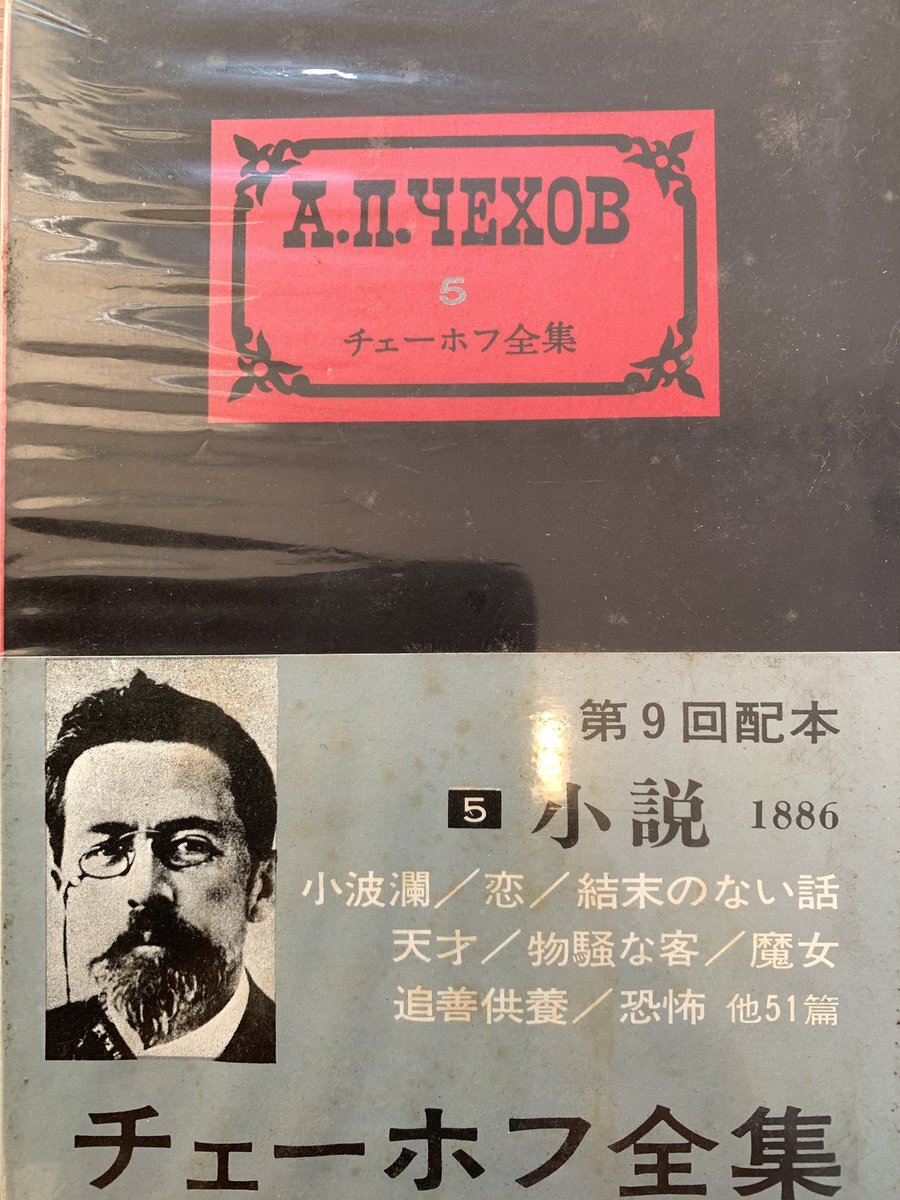 А.П.ЧЕХОВ
5
チェーホフ全集
第9回配本
5 小説 1886
小波瀾／恋／結末のない話
天才／物騒な客／魔女
追善供養／恐怖 他51篇
チェーホフ全集